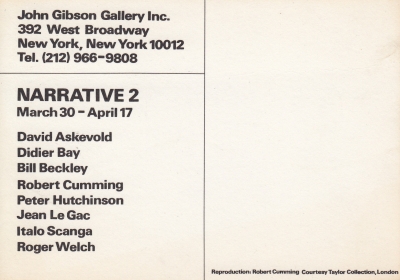 John Gibson Gallery Inc.
392 West Broadway
New York, New York 10012
Tel. (212) 966-9808
NARRATIVE 2
March 30 - April 17
David Askevold
Didier Bay
Bill Beckley
Robert Cumming
Peter Hutchinson
Jean Le Gac
Italo Scanga
Roger Welch
Reproduction: Robert Cumming Courtesy Taylor Collection, London